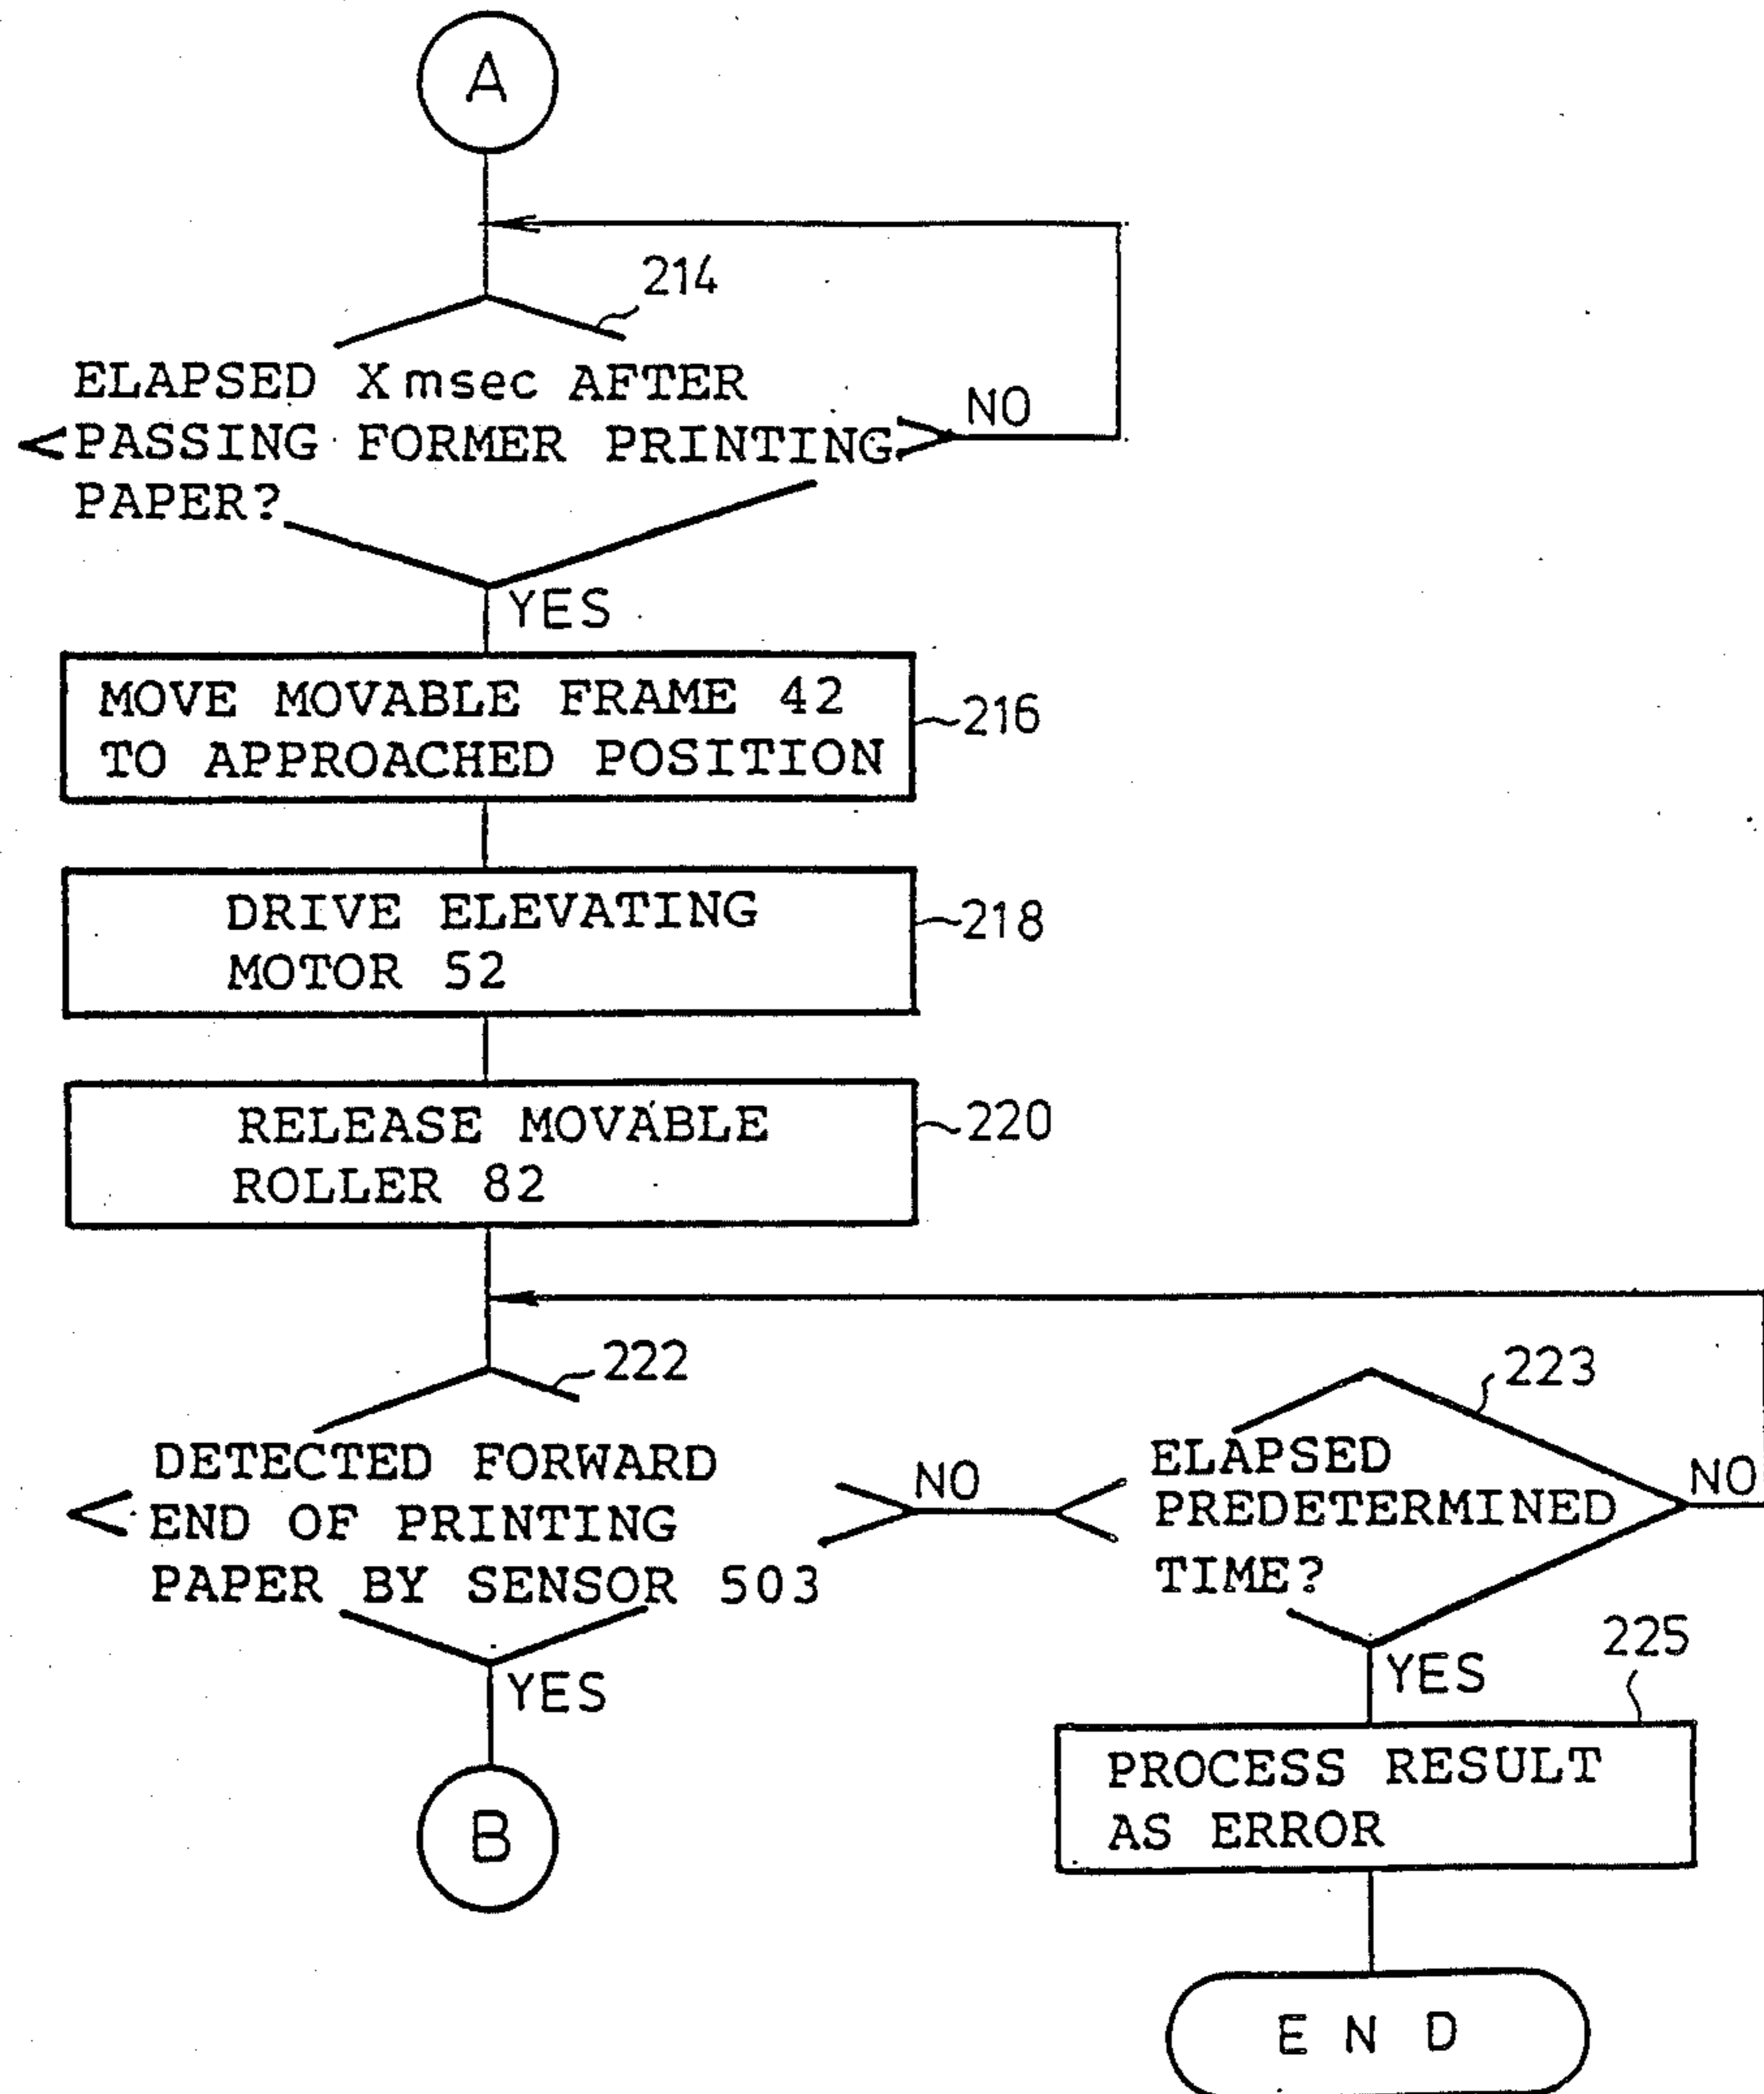 A
214
ELAPSED Xmsec AFTER
PASSING FORMER PRINTING
PAPER?
NO
YES
MOVE MOVABLE FRAME 42
TO APPROACHED POSITION
216
DRIVE ELEVATING
MOTOR 52
218
RELEASE MOVABLE
ROLLER 82
220
222
DETECTED FORWARD
END OF PRINTING
PAPER BY SENSOR 503
NO
YES
B
223
ELAPSED
PREDETERMINED
TIME?
NO
YES
225
PROCESS RESULT
AS ERROR
END